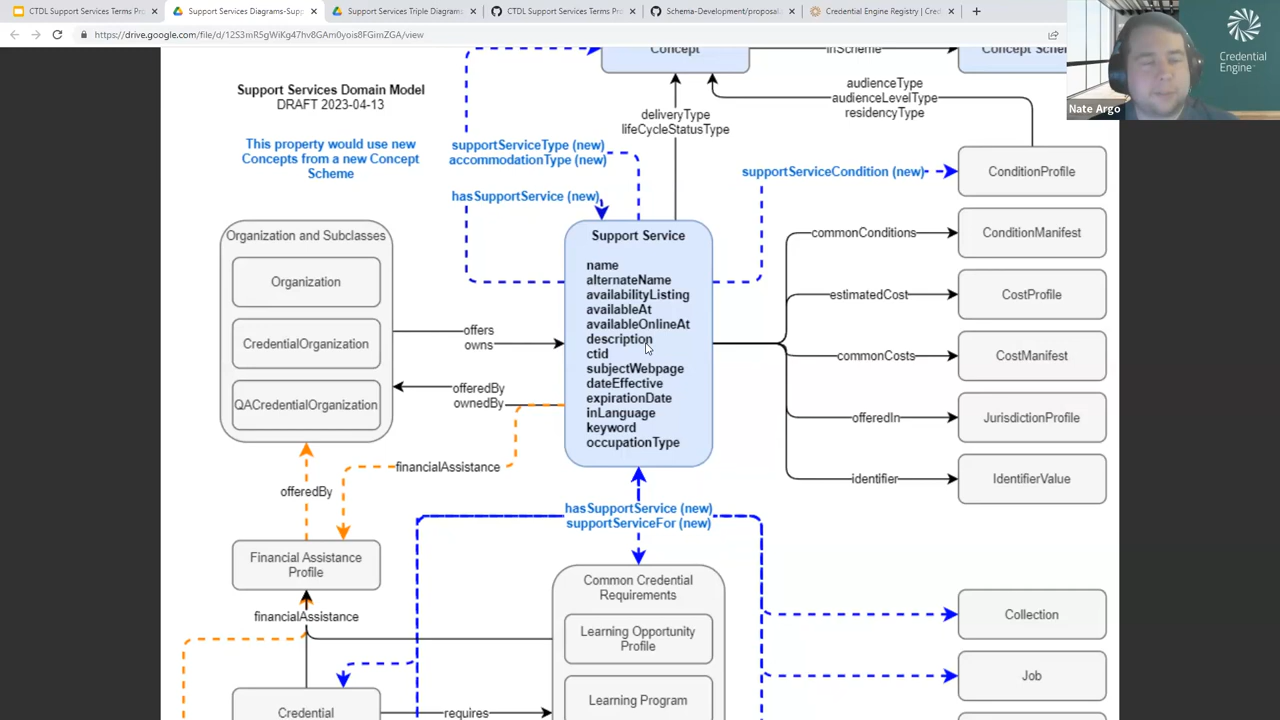 CTDL Support Services Terms Pro
Support Services Diagrams-Supp
Support Services Triple Diagrams
CTDL Support Services Terms Pro
Schema-Development/proposal
Credential Engine Registry | Cred
https://drive.google.com/file/d/12S3mR5gWiKg47hv8GAm0yois8FGimZGA/view
Credential
Engine
Nate Argo
Concept
inScheme
Concept Schem
Support Services Domain Model
DRAFT 2023-04-13
This property would use new
Concepts from a new Concept
Scheme
audienceType
audienceLevelType
residencyType
deliveryType
lifeCycleStatusType
supportServiceType (new)
accommodationType (new)
hasSupportService (new)
supportServiceCondition (new)
ConditionProfile
Organization and Subclasses
Organization
CredentialOrganization
QACredentialOrganization
offers
owns
offeredBy
ownedBy
Support Service
name
alternateName
availabilityListing
availableAt
availableOnlineAt
description
ctid
subjectWebpage
dateEffective
expirationDate
inLanguage
keyword
occupationType
commonConditions
ConditionManifest
estimatedCost
CostProfile
commonCosts
CostManifest
offeredIn
JurisdictionProfile
identifier
IdentifierValue
financialAssistance
offeredBy
hasSupportService (new)
supportServiceFor (new)
Financial Assistance
Profile
financialAssistance
Common Credential
Requirements
Learning Opportunity
Profile
Learning Program
Collection
Job
Credential
requires